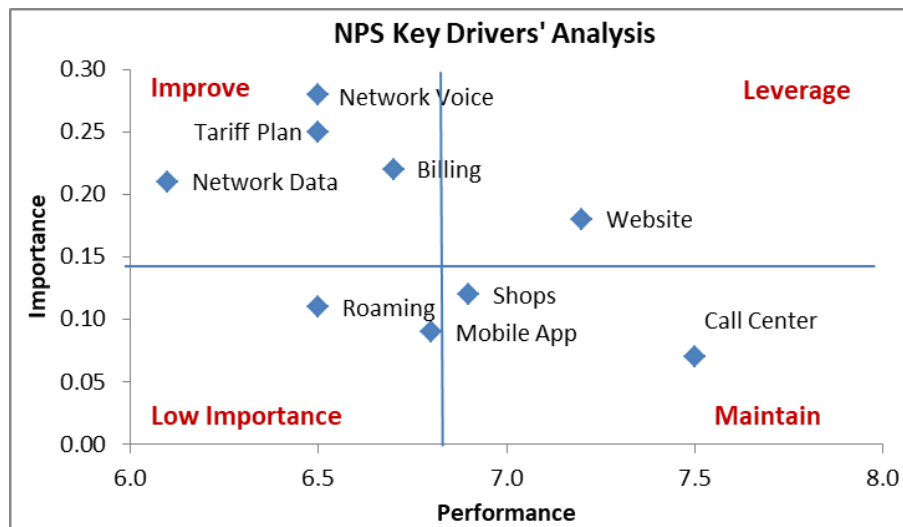 NPS Key Drivers' Analysis
0.30
Improve
Leverage
Network Voice
0.25
Tariff Plan
Billing
Network Data
0.20
Website
0.15
Importance
Shops
Roaming
0.10
Mobile App
Call Center
0.05
Low Importance
Maintain
0.00
6.0 6.5 7.0 7.5 8.0
Performance